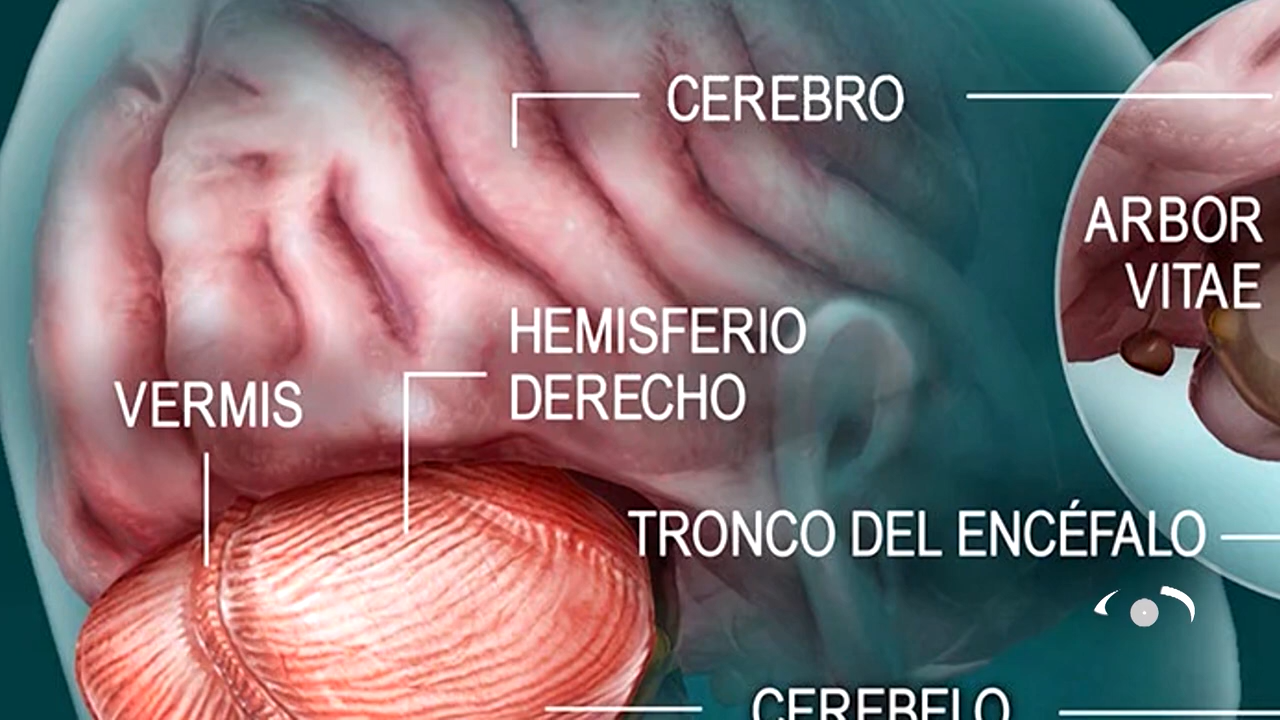 CEREBRO
ARBOR
VITAE
HEMISFERIO
DERECHO
VERMIS
TRONCO DEL ENCÉFALO
CEREBELO